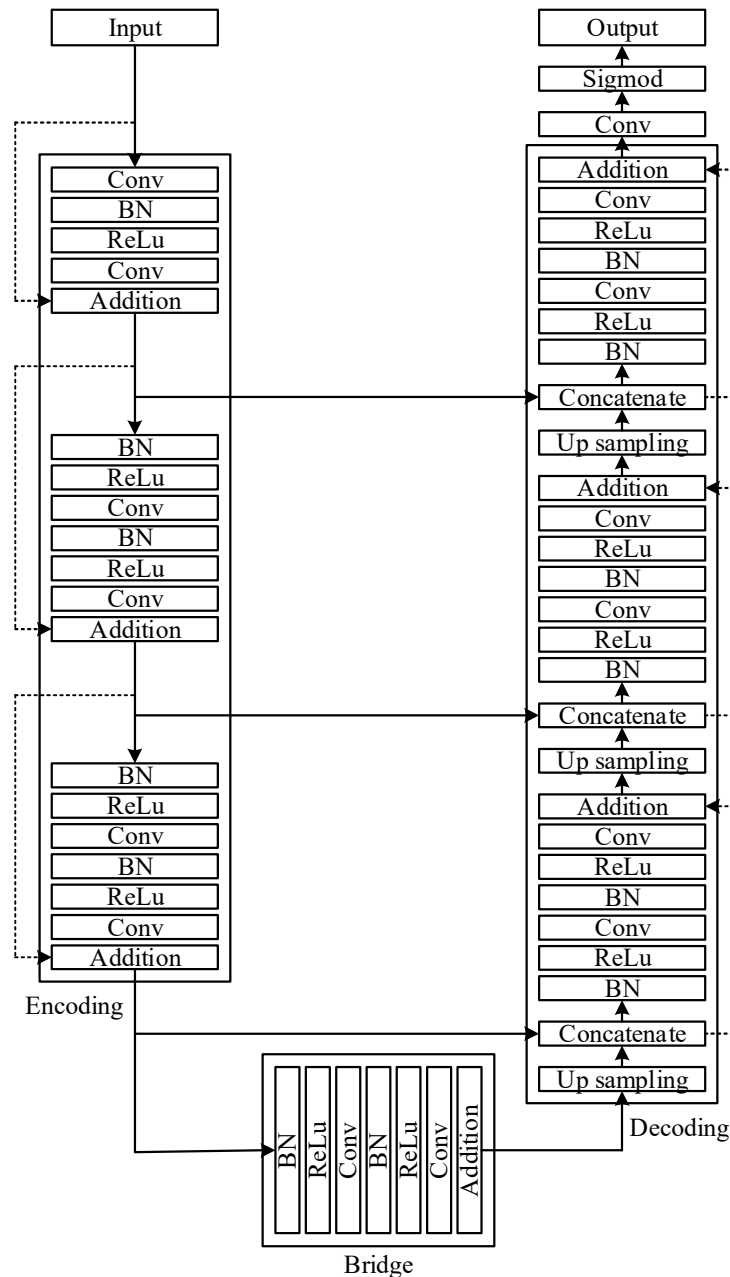 Input
Conv
BN
ReLu
Conv
Addition
BN
ReLu
Conv
BN
ReLu
Conv
Addition
BN
ReLu
Conv
BN
ReLu
Conv
Addition
Encoding
BN
ReLu
Conv
BN
ReLu
Conv
Addition
Bridge
Output
Sigmod
Conv
Addition
Conv
ReLu
BN
Conv
ReLu
BN
Concatenate
Up sampling
Addition
Conv
ReLu
BN
Conv
ReLu
BN
Concatenate
Up sampling
Addition
Conv
ReLu
BN
Conv
ReLu
BN
Concatenate
Up sampling
Decoding